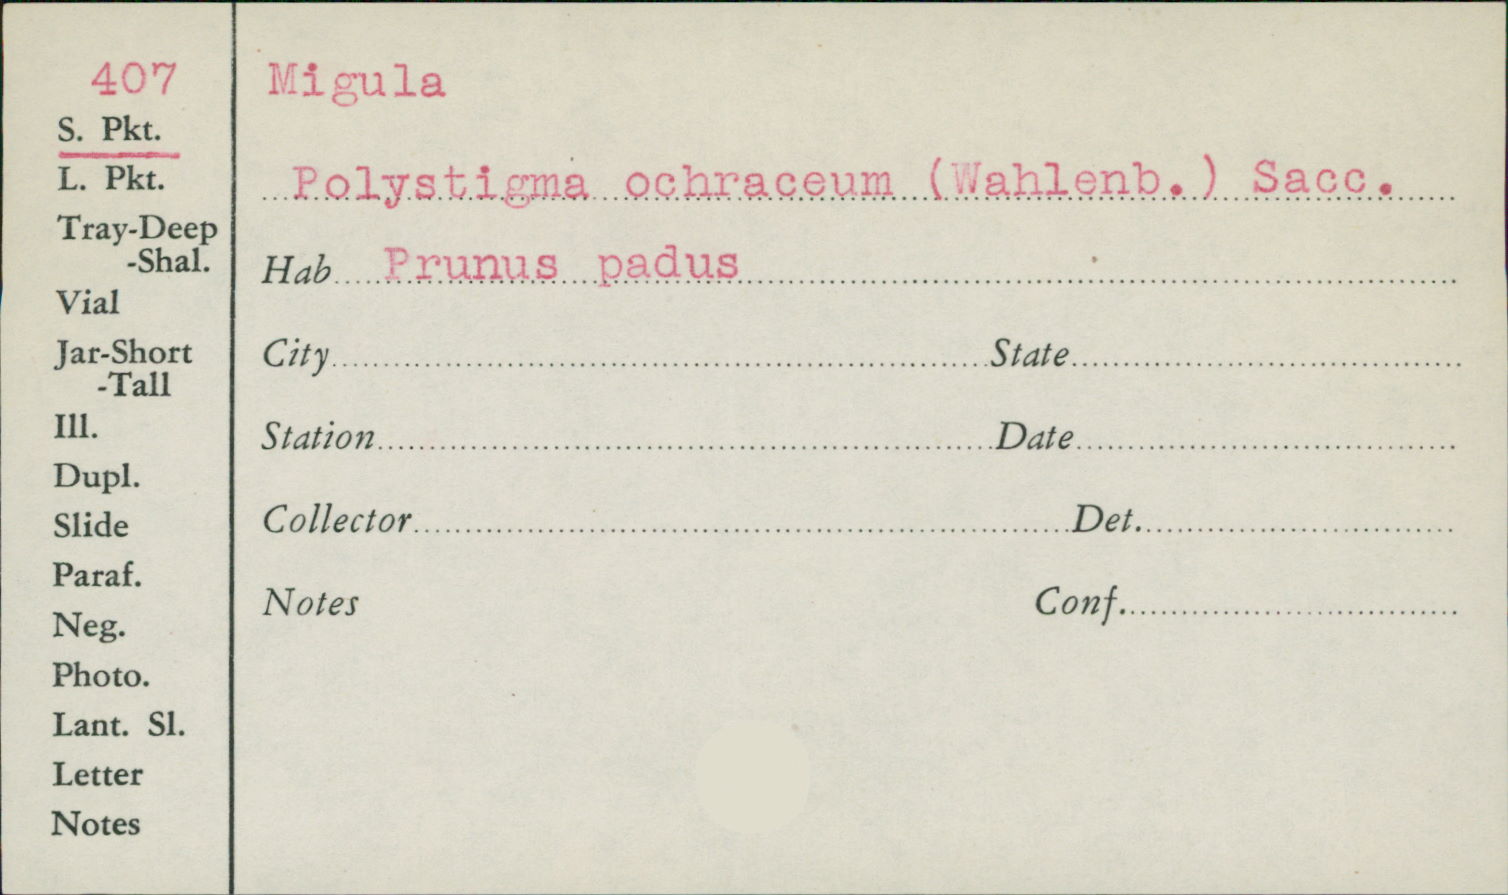 407
S. Pkt.
L. Pkt.
Tray-Deep
-Shal.
Vial
Jar-Short
-Tall
Ill.
Dupl.
Slide
Paraf.
Neg.
Photo.
Lant. Sl.
Letter
Notes
Migula
Polystigma ochraceum (Wahlenb.) Sacc.
Hab Prunus padus
City State
Station Date
Collector Det.
Notes Conf.